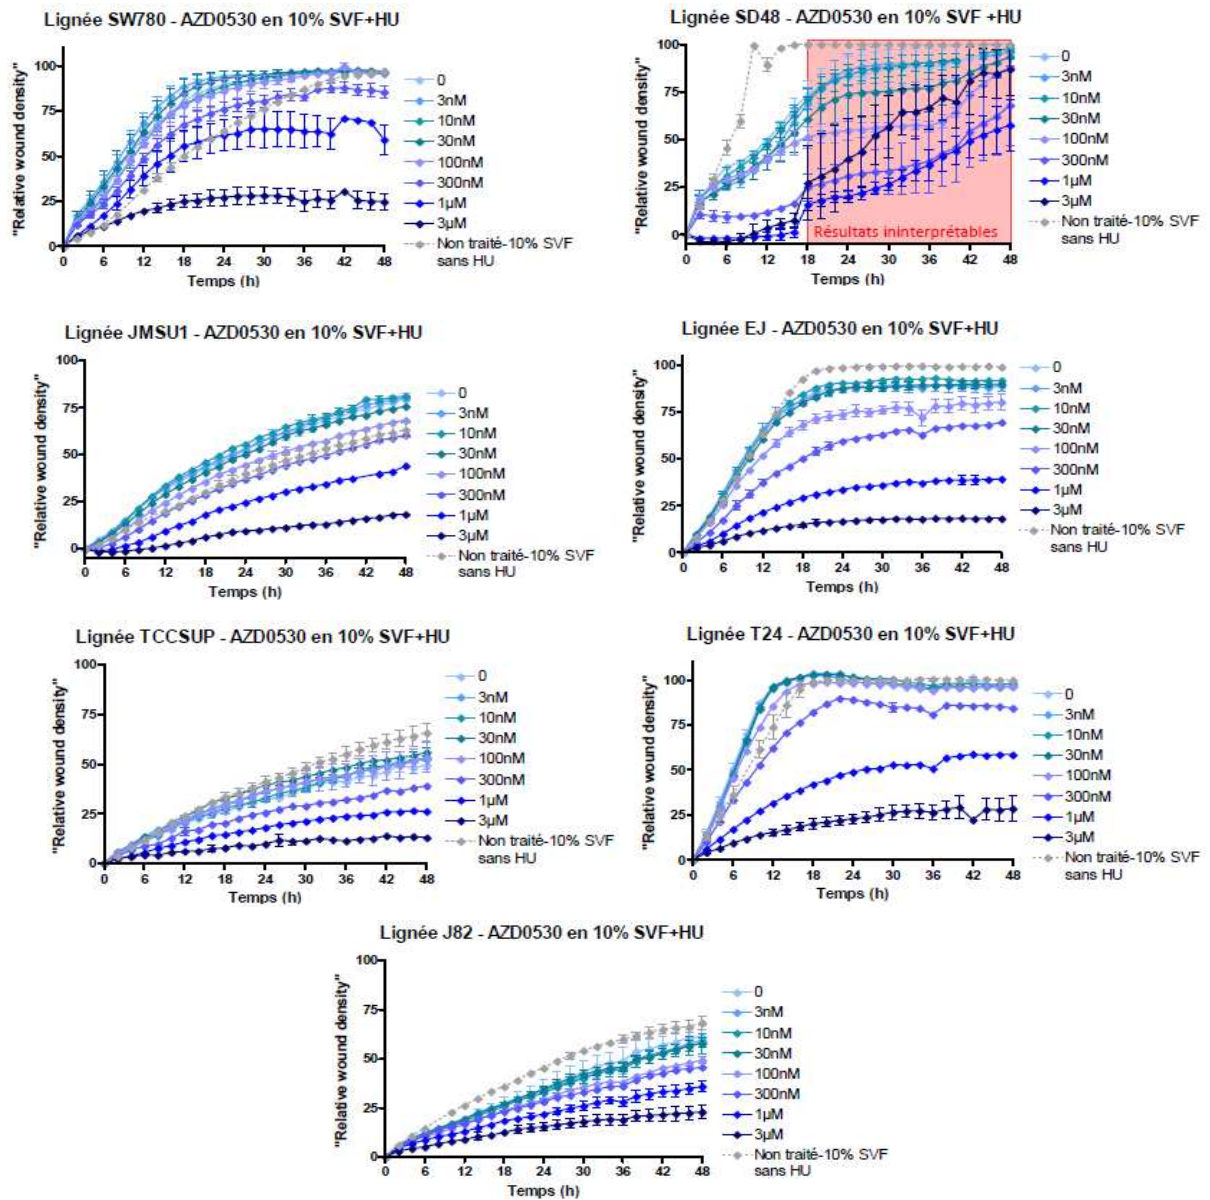 Lignée SW780 - AZD0530 en 10% SVF+HU
"Relative wound density"
100
75
50
25
0
0 6 12 18 24 30 36 42 48
Temps (h)
0
3nM
10nM
30nM
100nM
300nM
1µM
3µM
Non traité-10% SVF
sans HU
Lignée SD48 - AZD0530 en 10% SVF +HU
"Relative wound density"
100
75
50
25
0
Résultats ininterprétables
0 6 12 18 24 30 36 42 48
Temps (h)
0
3nM
10nM
30nM
100nM
300nM
1µM
3µM
Non traité-10% SVF
sans HU
Lignée JMSU1 - AZD0530 en 10% SVF+HU
"Relative wound density"
100
75
50
25
0
0 6 12 18 24 30 36 42 48
Temps (h)
0
3nM
10nM
30nM
100nM
300nM
1µM
3µM
Non traité-10% SVF
sans HU
Lignée EJ - AZD0530 en 10% SVF+HU
"Relative wound density"
100
75
50
25
0
0 6 12 18 24 30 36 42 48
Temps (h)
0
3nM
10nM
30nM
100nM
300nM
1µM
3µM
Non traité-10% SVF
sans HU
Lignée TCCSUP - AZD0530 en 10% SVF+HU
"Relative wound density"
100
75
50
25
0
0 6 12 18 24 30 36 42 48
Temps (h)
0
3nM
10nM
30nM
100nM
300nM
1µM
3µM
Non traité-10% SVF
sans HU
Lignée T24 - AZD0530 en 10% SVF+HU
"Relative wound density"
100
75
50
25
0
0 6 12 18 24 30 36 42 48
Temps (h)
0
3nM
10nM
30nM
100nM
300nM
1µM
3µM
Non traité-10% SVF
sans HU
Lignée J82 - AZD0530 en 10% SVF+HU
"Relative wound density"
100
75
50
25
0
0 6 12 18 24 30 36 42 48
Temps (h)
0
3nM
10nM
30nM
100nM
300nM
1µM
3µM
Non traité-10% SVF
sans HU